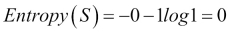 Entropy(S) = −0−1log1 = 0